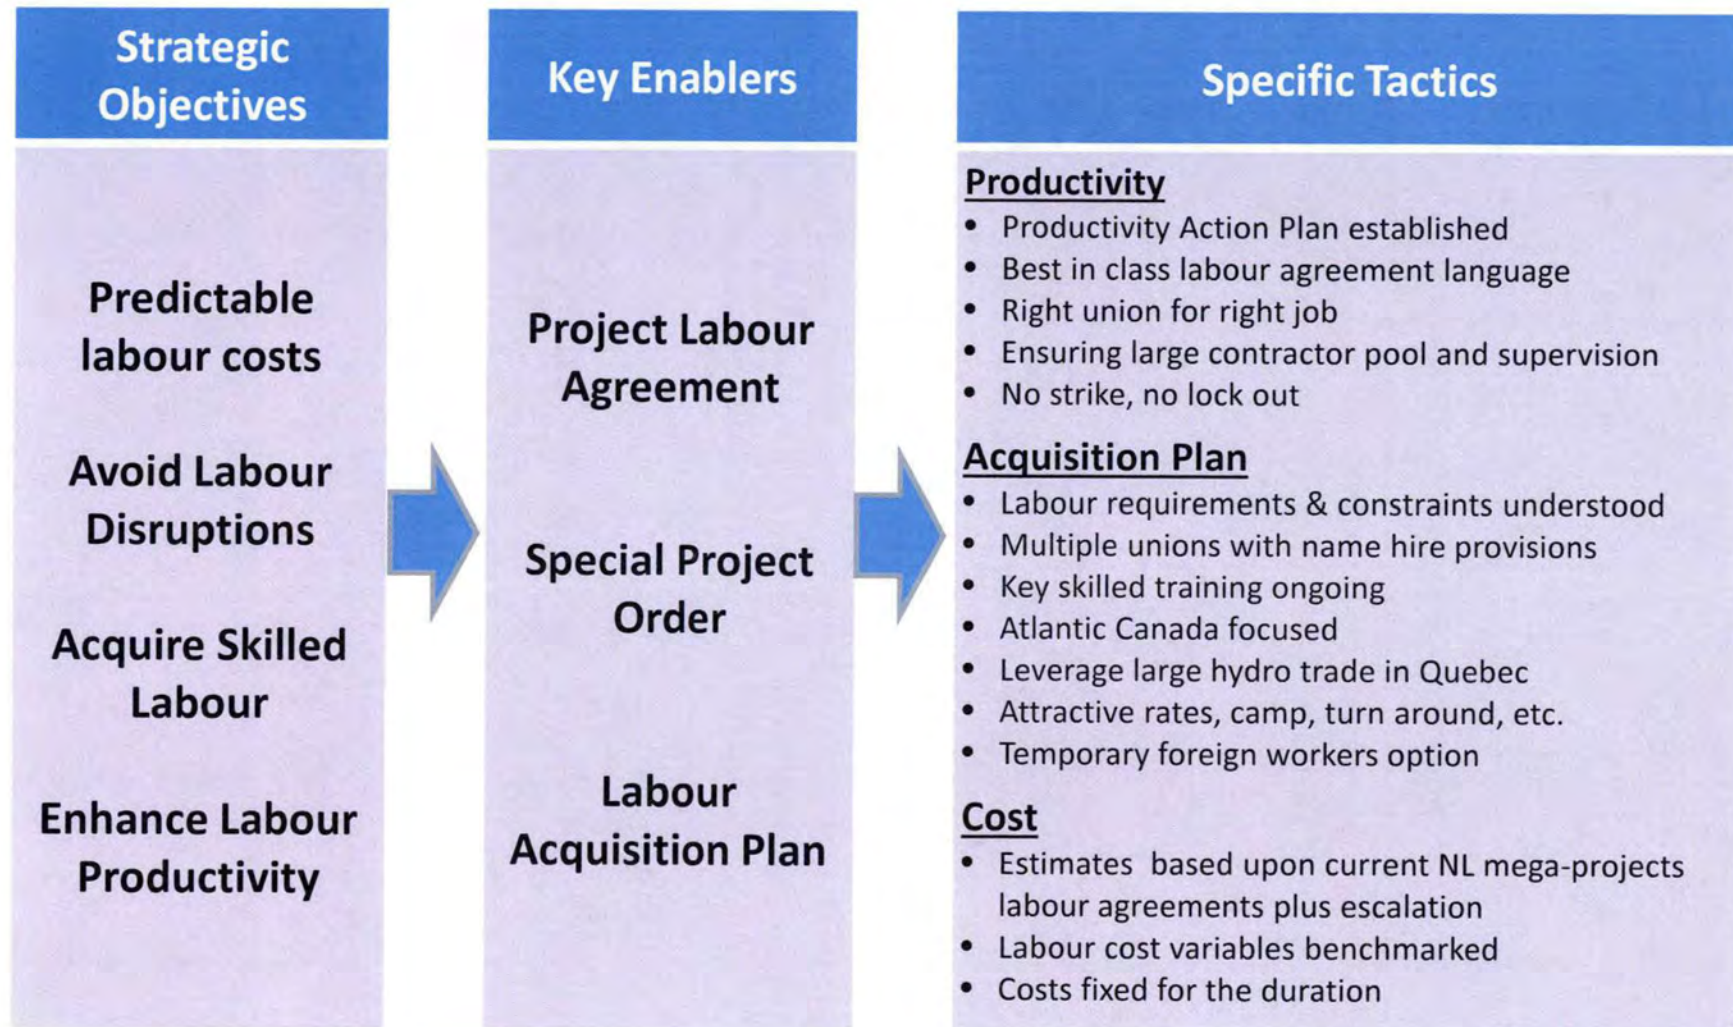 Strategic
Objectives
Predictable
labour costs
Avoid Labour
Disruptions
Acquire Skilled
Labour
Enhance Labour
Productivity
Key Enablers
Project Labour
Agreement
Special Project
Order
Labour
Acquisition Plan
Specific Tactics
Productivity
• Productivity Action Plan established
• Best in class labour agreement language
• Right union for right job
• Ensuring large contractor pool and supervision
• No strike, no lock out
Acquisition Plan
• Labour requirements & constraints understood
• Multiple unions with name hire provisions
• Key skilled training ongoing
• Atlantic Canada focused
• Leverage large hydro trade in Quebec
• Attractive rates, camp, turn around, etc.
• Temporary foreign workers option
Cost
• Estimates based upon current NL mega-projects
labour agreements plus escalation
• Labour cost variables benchmarked
• Costs fixed for the duration